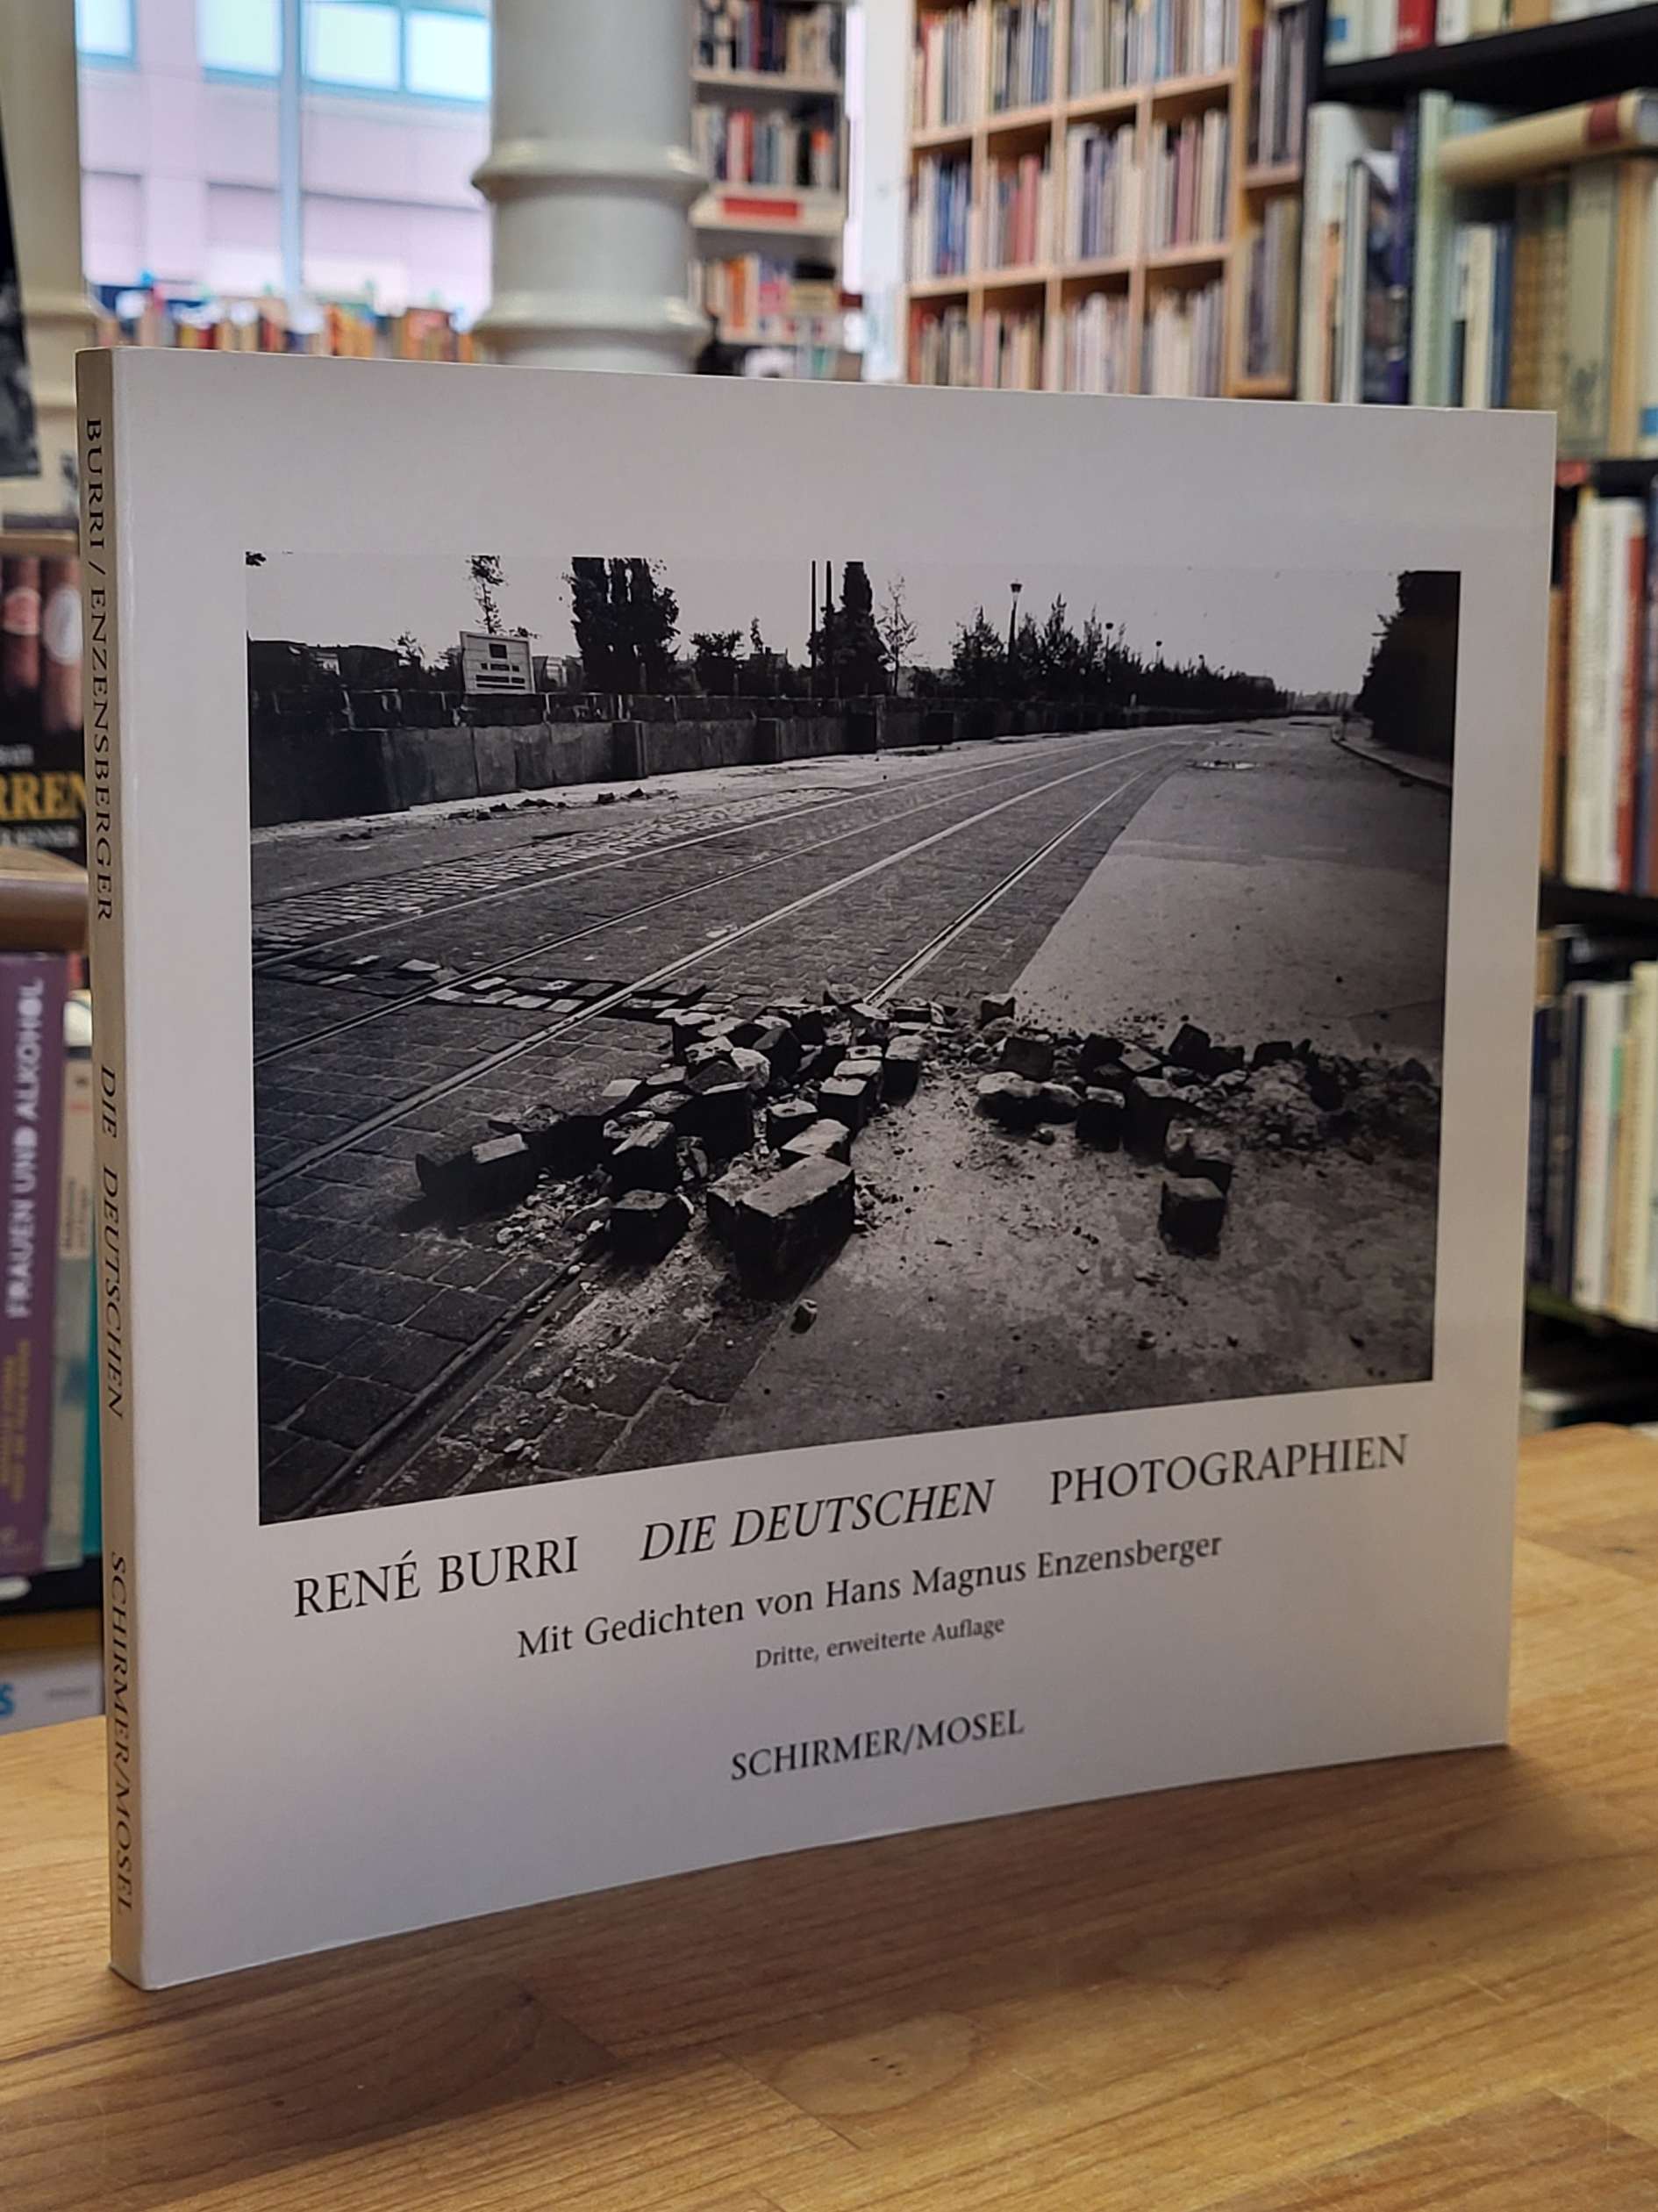 BURRI / ENZENSBERGER DIE DEUTSCHEN SCHIRMER/MOSEL
RENÉ BURRI DIE DEUTSCHEN PHOTOGRAPHIEN
Mit Gedichten von Hans Magnus Enzensberger
Dritte, erweiterte Auflage
SCHIRMER/MOSEL
FRAUEN UND ALKOHOL